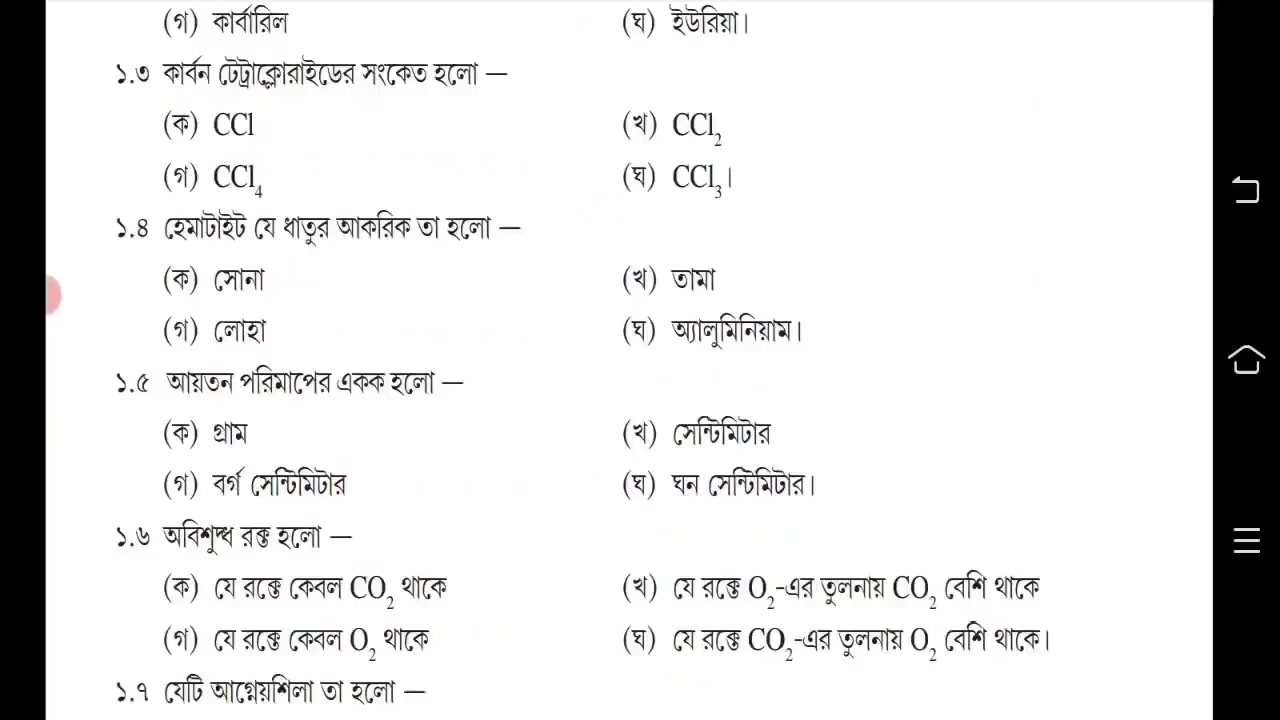 (গ) কার্বারিল (ঘ) ইউরিয়া।
১.৩ কার্বন টেট্রাক্লোরাইডের সংকেত হলো —
(ক) CCl (খ) CCl₂
(গ) CCl₄ (ঘ) CCl₃।
১.৪ হেমাটাইট যে ধাতুর আকরিক তা হলো —
(ক) সোনা (খ) তামা
(গ) লোহা (ঘ) অ্যালুমিনিয়াম।
১.৫ আয়তন পরিমাপের একক হলো —
(ক) গ্রাম (খ) সেন্টিমিটার
(গ) বর্গ সেন্টিমিটার (ঘ) ঘন সেন্টিমিটার।
১.৬ অবিশুদ্ধ রক্ত হলো —
(ক) যে রক্তে কেবল CO₂ থাকে (খ) যে রক্তে O₂-এর তুলনায় CO₂ বেশি থাকে
(গ) যে রক্তে কেবল O₂ থাকে (ঘ) যে রক্তে CO₂-এর তুলনায় O₂ বেশি থাকে।
১.৭ যেটি আগ্নেয়শিলা তা হলো —